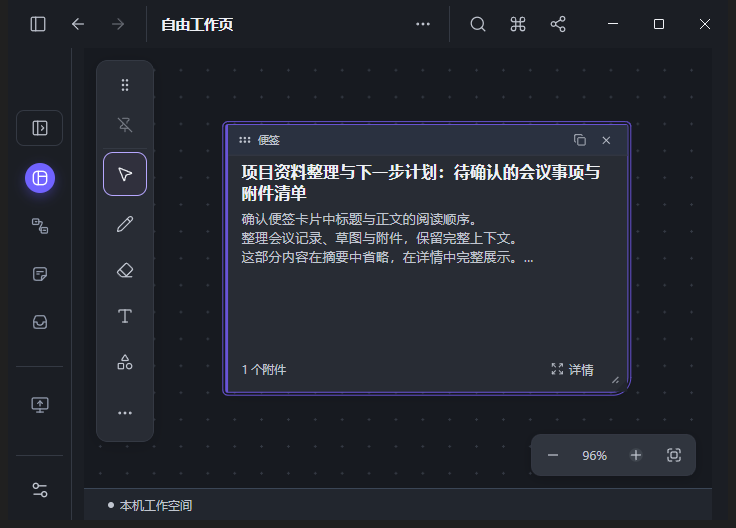 自由工作页
便签
项目资料整理与下一步计划：待确认的会议事项与
附件清单
确认便签卡片中标题与正文的阅读顺序。
整理会议记录、草图与附件，保留完整上下文。
这部分内容在摘要中省略，在详情中完整展示。...
1 个附件
详情
96%
本机工作空间